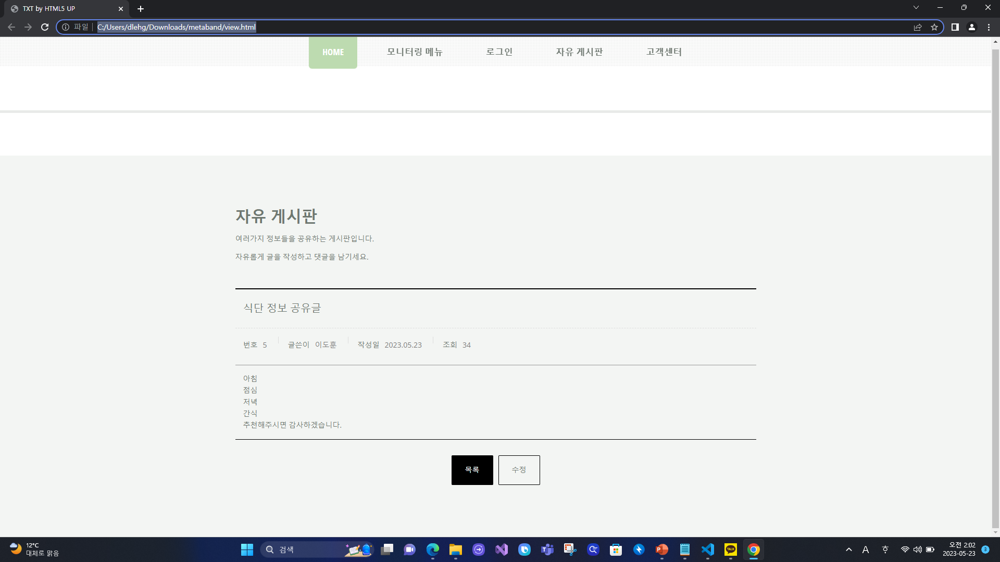 TXT by HTML5 UP
파일 C:/Users/dlehg/Downloads/metaband/view.html
HOME 모니터링 메뉴 로그인 자유 게시판 고객센터
자유 게시판
여러가지 정보들을 공유하는 게시판입니다.
자유롭게 글을 작성하고 댓글을 남기세요.
식단 정보 공유글
번호 5 글쓴이 이도훈 작성일 2023.05.23 조회 34
아침
점심
저녁
간식
추천해주시면 감사하겠습니다.
목록 수정
12°C
대체로 맑음
검색
TALK
A
오전 2:02
2023-05-23
3